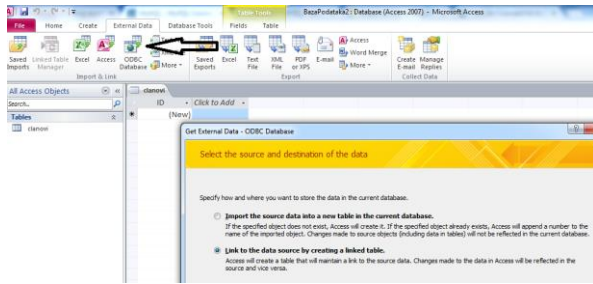 Table Tools
BazaPodataka2 : Database (Access 2007) - Microsoft Access
File Home Create External Data Database Tools Fields Table
Saved Imports
Linked Table Manager
Excel
Access
ODBC Database
More
Saved Exports
Excel
Text File
XML File
PDF or XPS
E-mail
Access
Word Merge
More
Create E-mail
Manage Replies
Import & Link
Export
Collect Data
All Access Objects
Search..
Tables
clanovi
clanovi
ID Click to Add
(New)
Get External Data - ODBC Database
Select the source and destination of the data
Specify how and where you want to store the data in the current database.
Import the source data into a new table in the current database.
If the specified object does not exist, Access will create it. If the specified object already exists, Access will append a number to the
name of the imported object. Changes made to source objects (including data in tables) will not be reflected in the current database.
Link to the data source by creating a linked table.
Access will create a table that will maintain a link to the source data. Changes made to the data in Access will be reflected in the
source and vice versa.